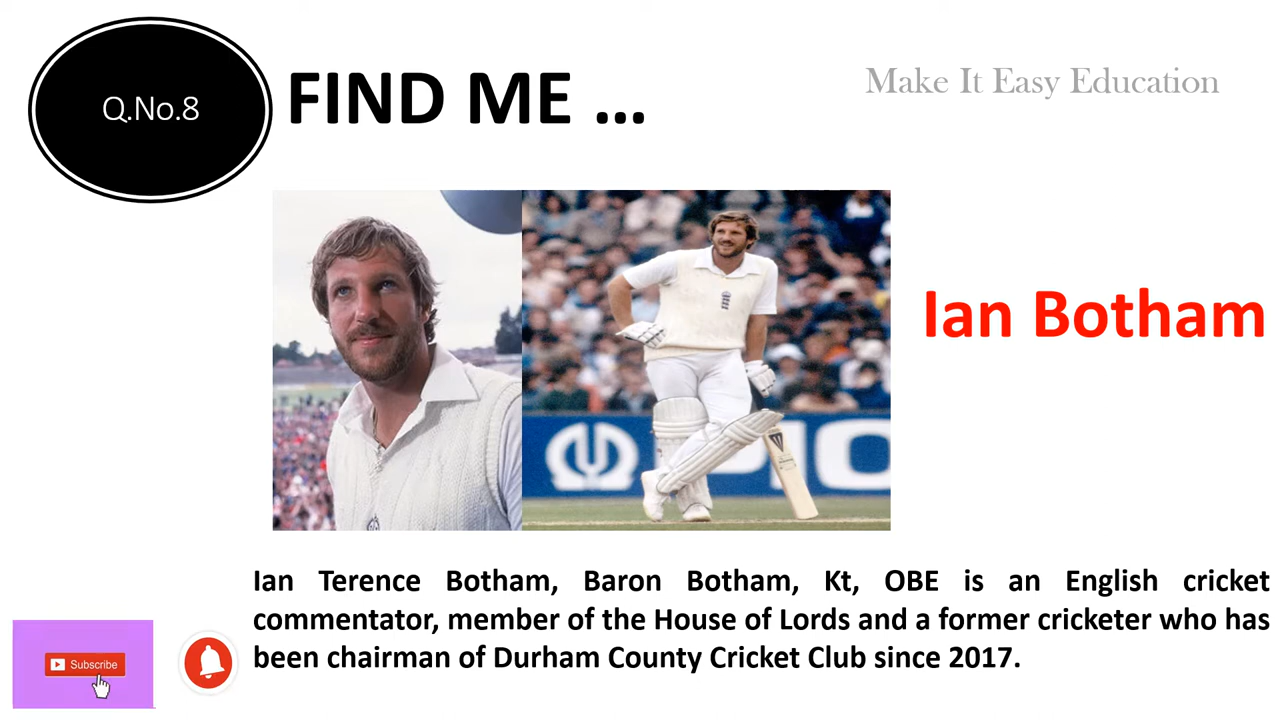 Q.No.8
FIND ME ...
Make It Easy Education
PIO
Ian Botham
Ian Terence Botham, Baron Botham, Kt, OBE is an English cricket
commentator, member of the House of Lords and a former cricketer who has
been chairman of Durham County Cricket Club since 2017.
Subscribe